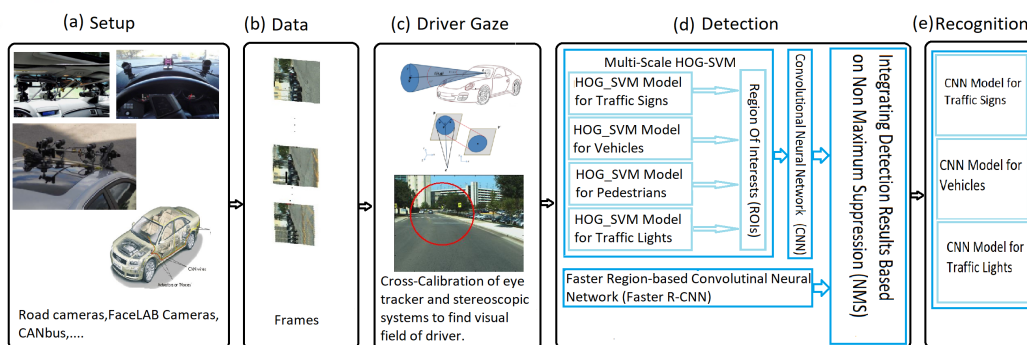 (a) Setup
(b) Data
(c) Driver Gaze
(d) Detection
(e) Recognition
Road cameras,FaceLAB Cameras,
CANbus,....
Frames
Cross-Calibration of eye
tracker and stereoscopic
systems to find visual
field of driver.
Multi-Scale HOG-SVM
HOG_SVM Model
for Traffic Signs
HOG_SVM Model
for Vehicles
HOG_SVM Model
for Pedestrians
HOG_SVM Model
for Traffic Lights
Region Of Interests (ROIs)
Convolutional Neural Network (CNN)
Faster Region-based Convolutinal Neural
Network (Faster R-CNN)
Integrating Detection Results Based
on Non Maximum Suppression (NMS)
CNN Model for
Traffic Signs
CNN Model for
Vehicles
CNN Model for
Traffic Lights